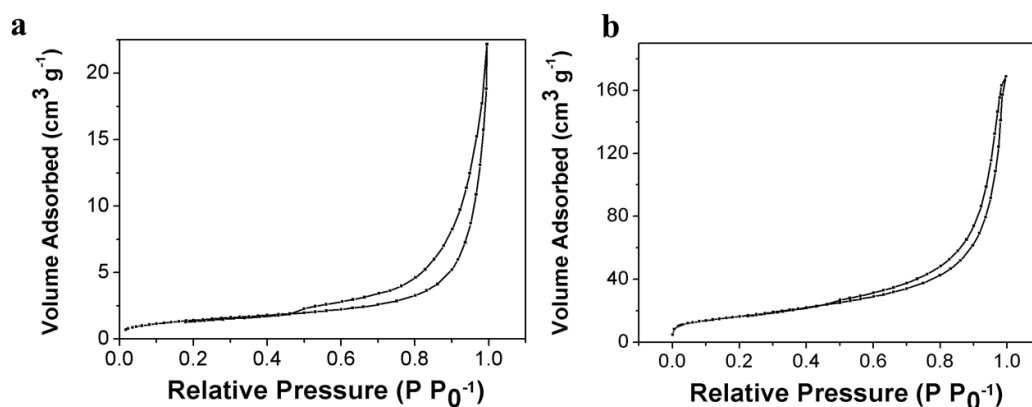 a
Volume Adsorbed (cm³ g⁻¹)
20
15
10
5
0
0.0 0.2 0.4 0.6 0.8 1.0
Relative Pressure (P P₀⁻¹)
b
Volume Adsorbed (cm³ g⁻¹)
160
120
80
40
0
0.0 0.2 0.4 0.6 0.8 1.0
Relative Pressure (P P₀⁻¹)